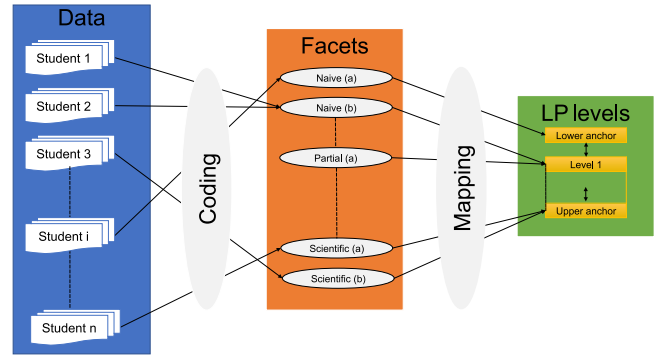 Data
Student 1
Student 2
Student 3
Student i
Student n
Coding
Facets
Naive (a)
Naive (b)
Partial (a)
Scientific (a)
Scientific (b)
Mapping
LP levels
Lower anchor
Level 1
Upper anchor